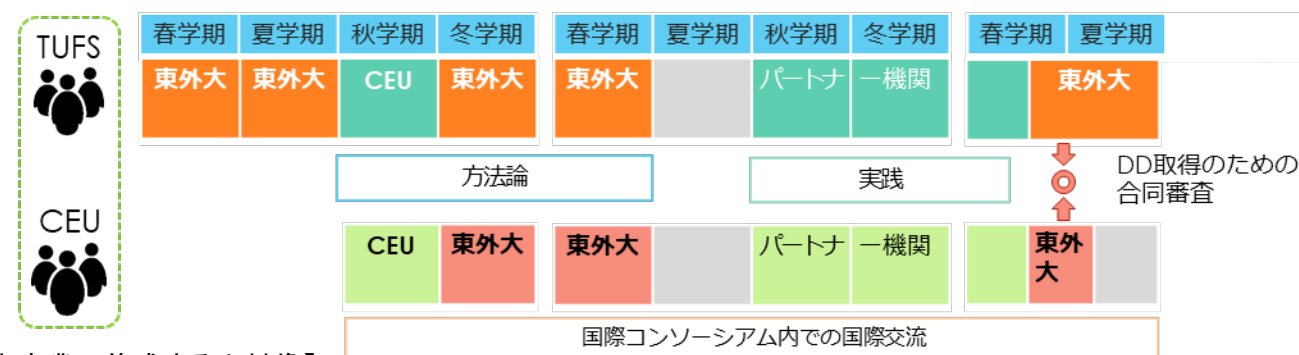 TUFS
春学期 夏学期 秋学期 冬学期 春学期 夏学期 秋学期 冬学期 春学期 夏学期
東外大 東外大 CEU 東外大 東外大 パートナー機関 東外大
方法論 実践
DD取得のための
合同審査
CEU
CEU 東外大 東外大 パートナー機関 東外
大
国際コンソーシアム内での国際交流